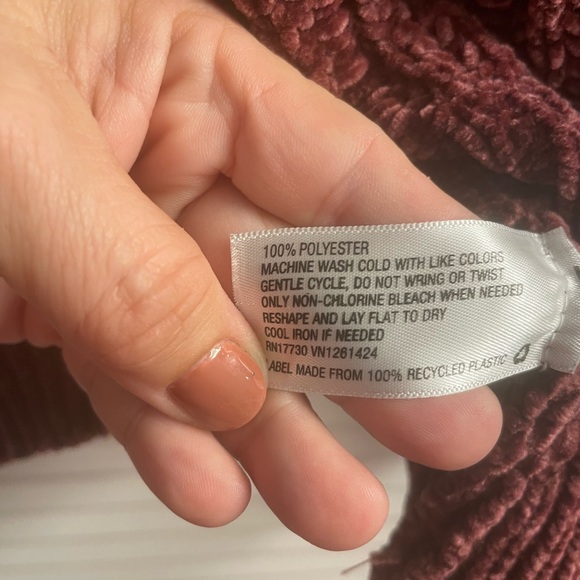 100% POLYESTER
MACHINE WASH COLD WITH LIKE COLORS
GENTLE CYCLE, DO NOT WRING OR TWIST
ONLY NON-CHLORINE BLEACH WHEN NEEDED
RESHAPE AND LAY FLAT TO DRY
COOL IRON IF NEEDED
RN17730 VN1261424
LABEL MADE FROM 100% RECYCLED PLASTIC